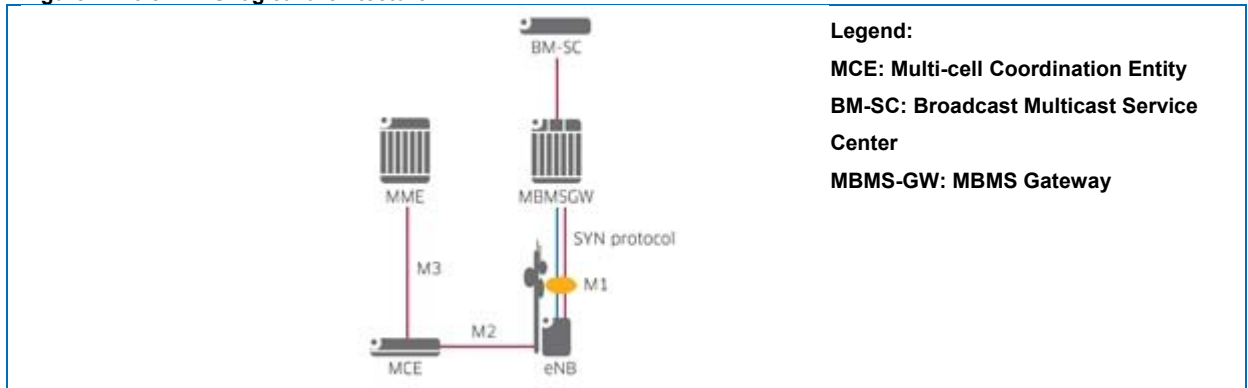 BM-SC
MME
MBMSGW
SYN protocol
M3
M1
M2
MCE
eNB
Legend:
MCE: Multi-cell Coordination Entity
BM-SC: Broadcast Multicast Service
Center
MBMS-GW: MBMS Gateway